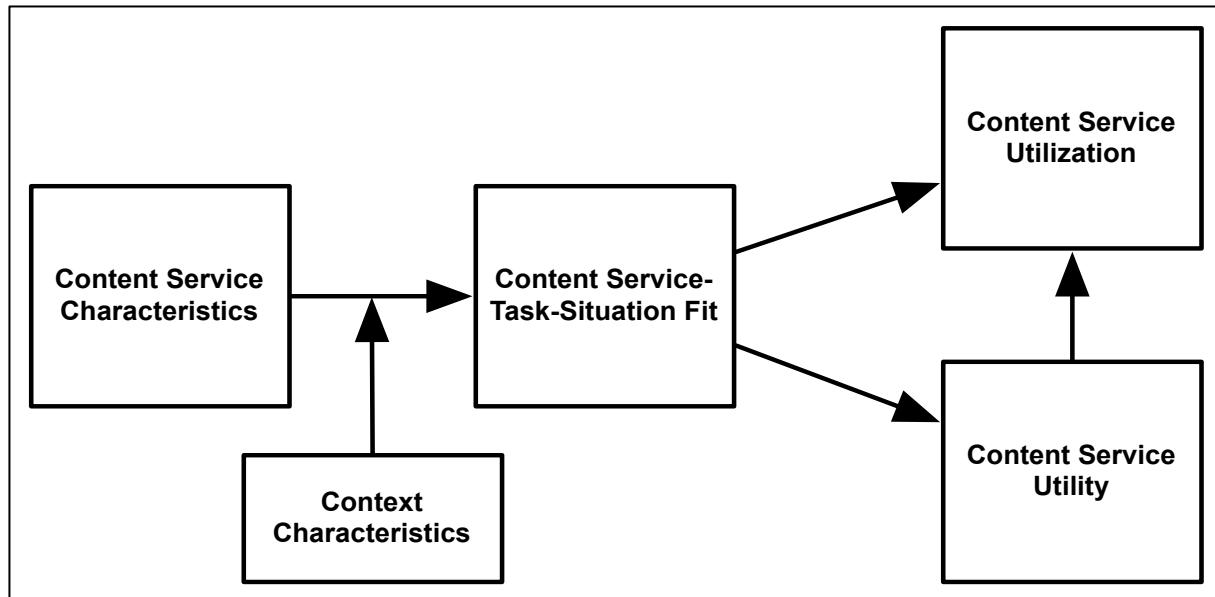 Content Service
Utilization
Content Service
Characteristics
Content Service-
Task-Situation Fit
Context
Characteristics
Content Service
Utility